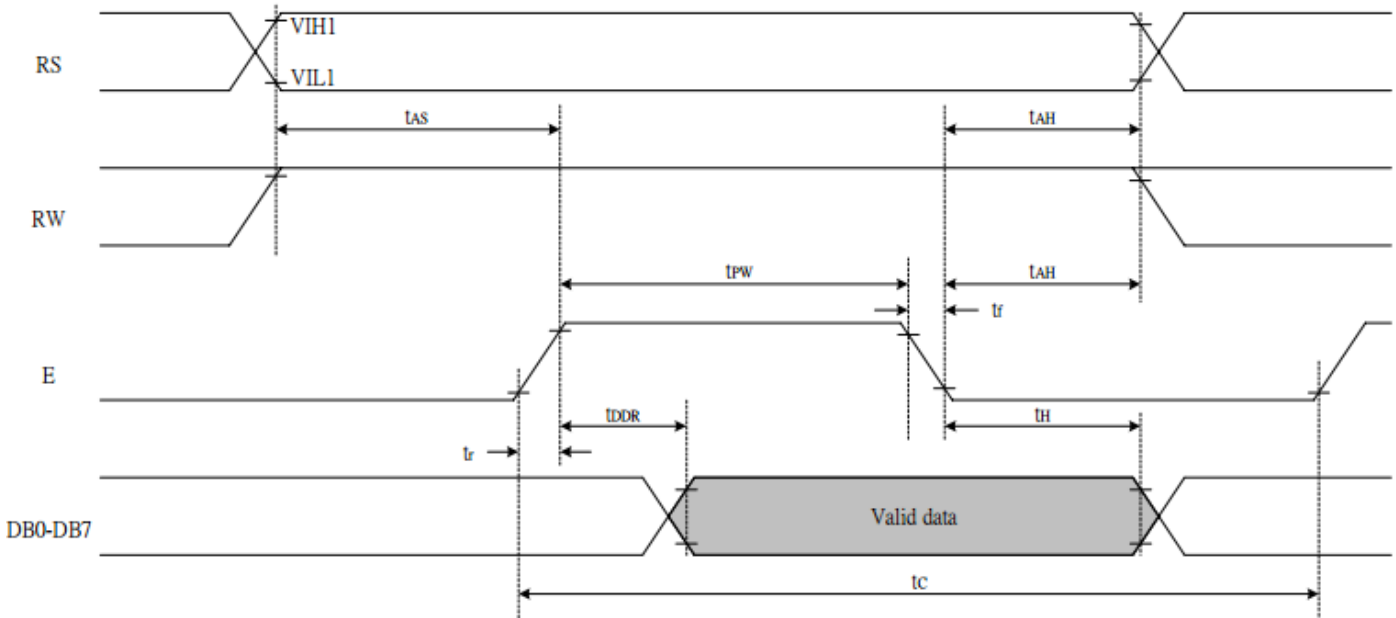 VIH1
RS
VIL1
tAS
tAH
RW
tPW
tAH
tf
E
tDDR
tH
tr
DB0-DB7
Valid data
tC